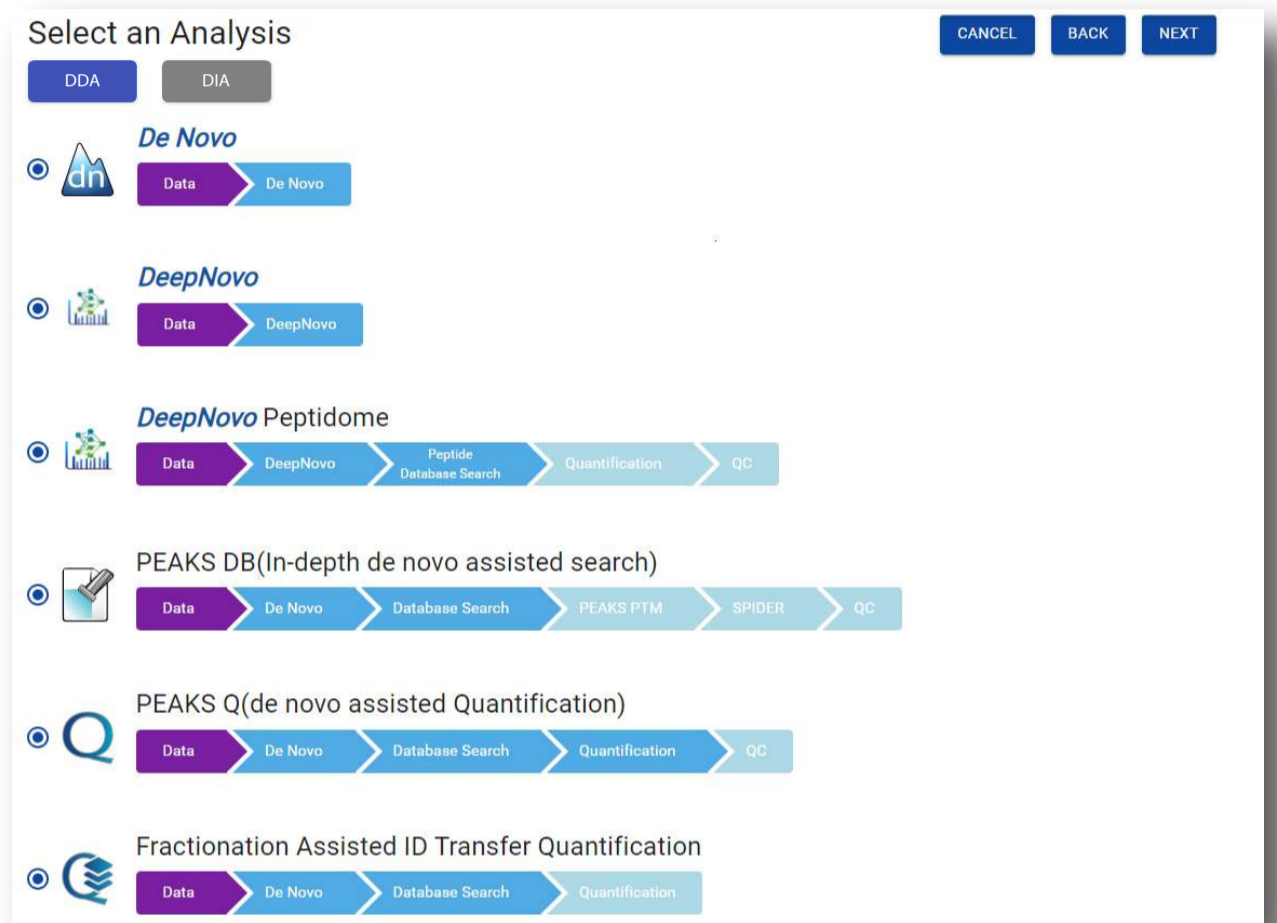 Select an Analysis
CANCEL BACK NEXT
DDA DIA
De Novo
dn
Data De Novo
DeepNovo
Data DeepNovo
DeepNovo Peptidome
Data DeepNovo Peptide Database Search Quantification QC
PEAKS DB(In-depth de novo assisted search)
Data De Novo Database Search PEAKS PTM SPIDER QC
PEAKS Q(de novo assisted Quantification)
Q
Data De Novo Database Search Quantification QC
Fractionation Assisted ID Transfer Quantification
Data De Novo Database Search Quantification